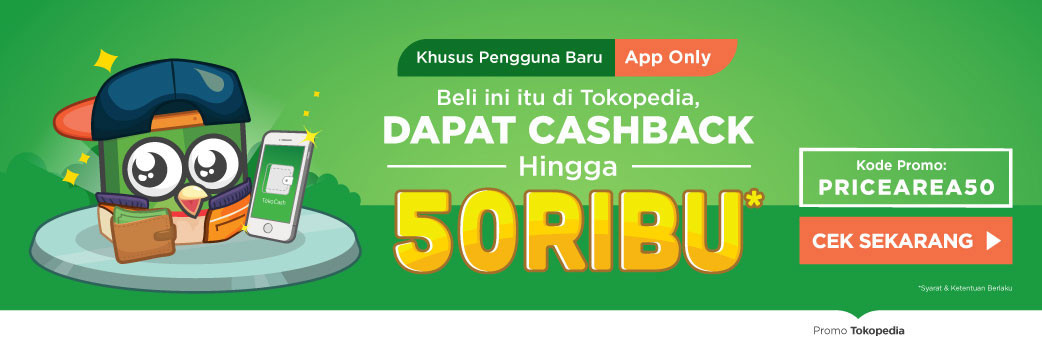 Khusus Pengguna Baru App Only
Beli ini itu di Tokopedia,
DAPAT CASHBACK
Hingga
50RIBU*
Kode Promo:
PRICEAREA50
CEK SEKARANG
*Syarat & Ketentuan Berlaku
Promo Tokopedia
TokoCash